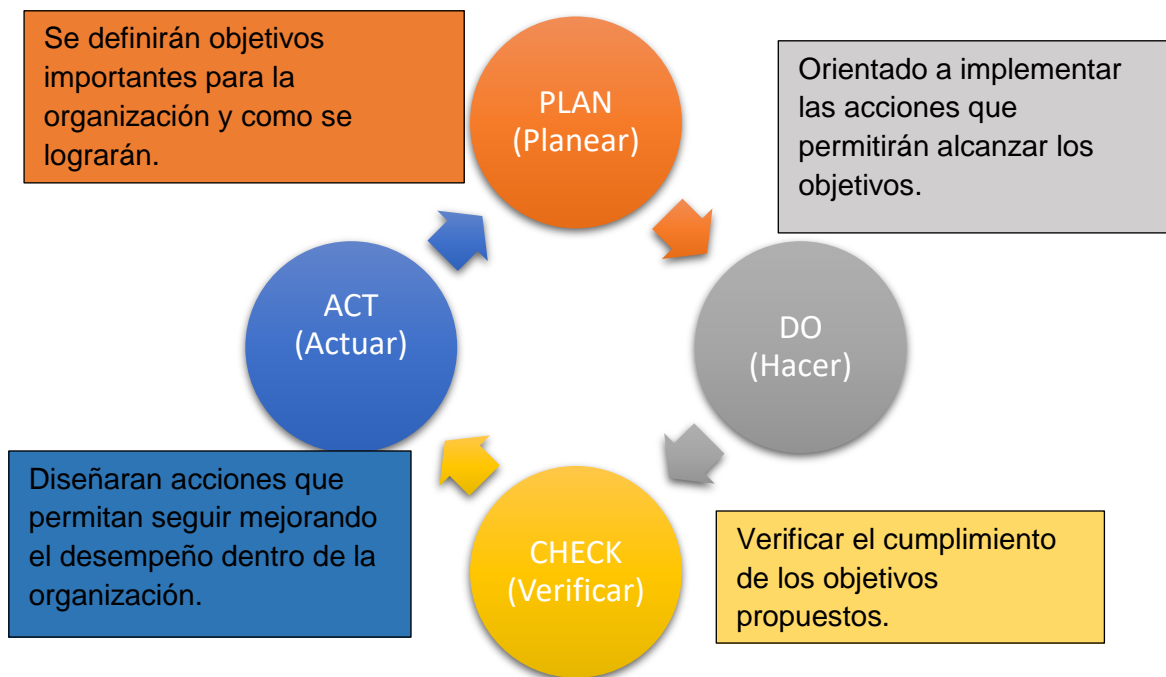 Se definirán objetivos
importantes para la
organización y como se
lograrán.
PLAN
(Planear)
Orientado a implementar
las acciones que
permitirán alcanzar los
objetivos.
ACT
(Actuar)
DO
(Hacer)
Diseñaran acciones que
permitan seguir mejorando
el desempeño dentro de la
organización.
CHECK
(Verificar)
Verificar el cumplimiento
de los objetivos
propuestos.